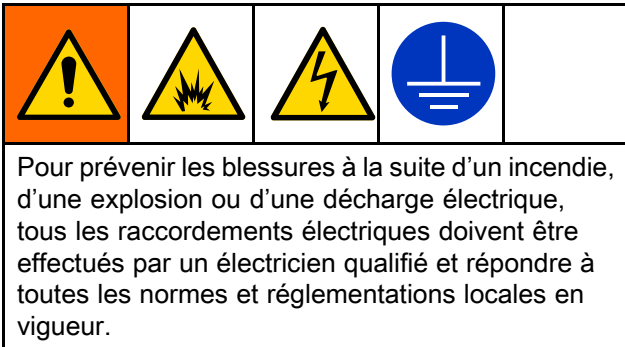 Pour prévenir les blessures à la suite d'un incendie,
d'une explosion ou d'une décharge électrique,
tous les raccordements électriques doivent être
effectués par un électricien qualifié et répondre à
toutes les normes et réglementations locales en
vigueur.